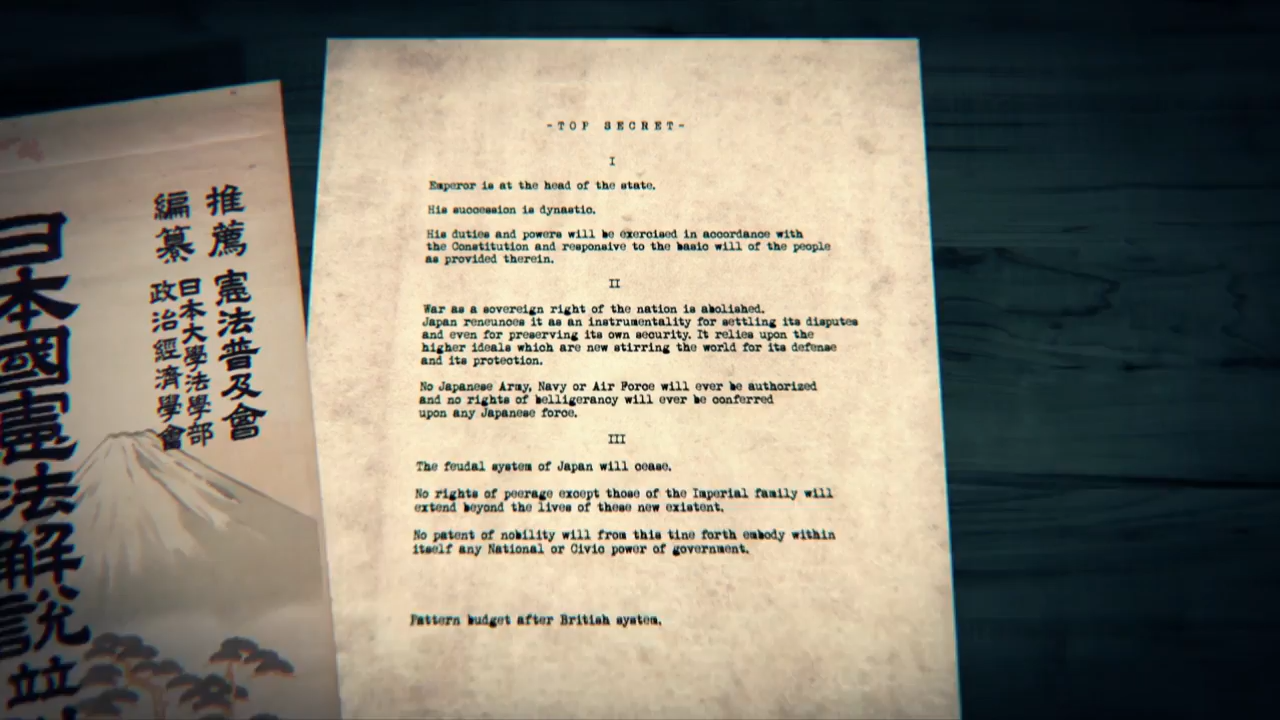 推薦 憲法普及會
編纂 日本大學法學部
政治經濟學會
日本國憲法解説並
-TOP SECRET-
I
Emperor is at the head of the state.
His succession is dynastic.
His duties and powers will be exercised in accordance with
the Constitution and responsive to the basic will of the people
as provided therein.
II
War as a sovereign right of the nation is abolished.
Japan reneunces it as an instrumentality for settling its disputes
and even for preserving its own security. It relies upon the
higher ideals which are new stirring the world for its defense
and its protection.
No Japanese Army, Navy or Air Force will ever be authorized
and no rights of belligerancy will ever be conferred
upon any Japanese force.
III
The feudal system of Japan will cease.
No rights of peerage except those of the Imperial family will
extend beyond the lives of these new existent.
No patent of nobility will from this tine forth embody within
itself any National or Civic power of government.
Pattern budget after British system.